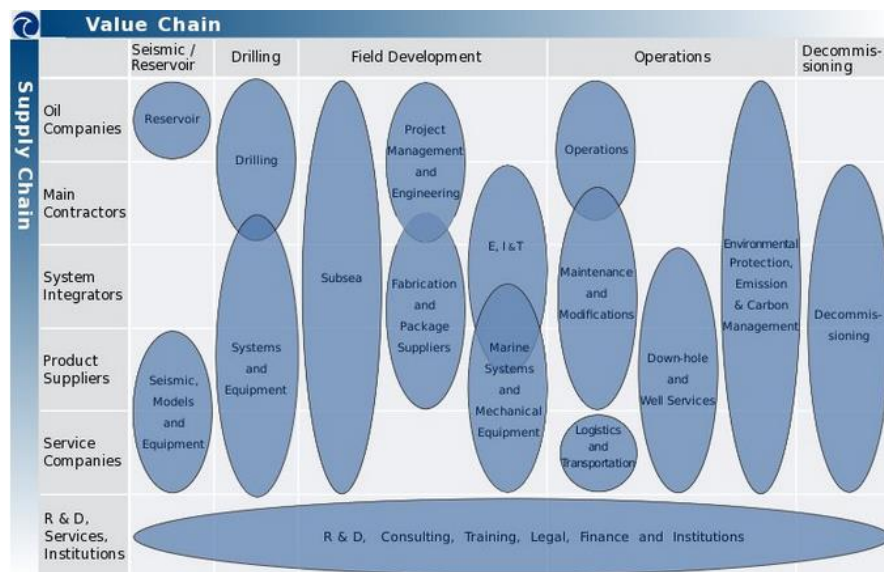 Value Chain
Supply Chain
Seismic /
Reservoir
Drilling
Field Development
Operations
Decommis-
sioning
Oil
Companies
Main
Contractors
System
Integrators
Product
Suppliers
Service
Companies
R & D,
Services,
Institutions
Reservoir
Seismic,
Models
and
Equipment
Drilling
Systems
and
Equipment
Subsea
Project
Management
and
Engineering
Fabrication
and
Package
Suppliers
E, I & T
Marine
Systems
and
Mechanical
Equipment
Operations
Maintenance
and
Modifications
Logistics
and
Transportation
Down-hole
and
Well Services
Environmental
Protection,
Emission
& Carbon
Management
Decommis-
sioning
R & D, Consulting, Training, Legal, Finance and Institutions